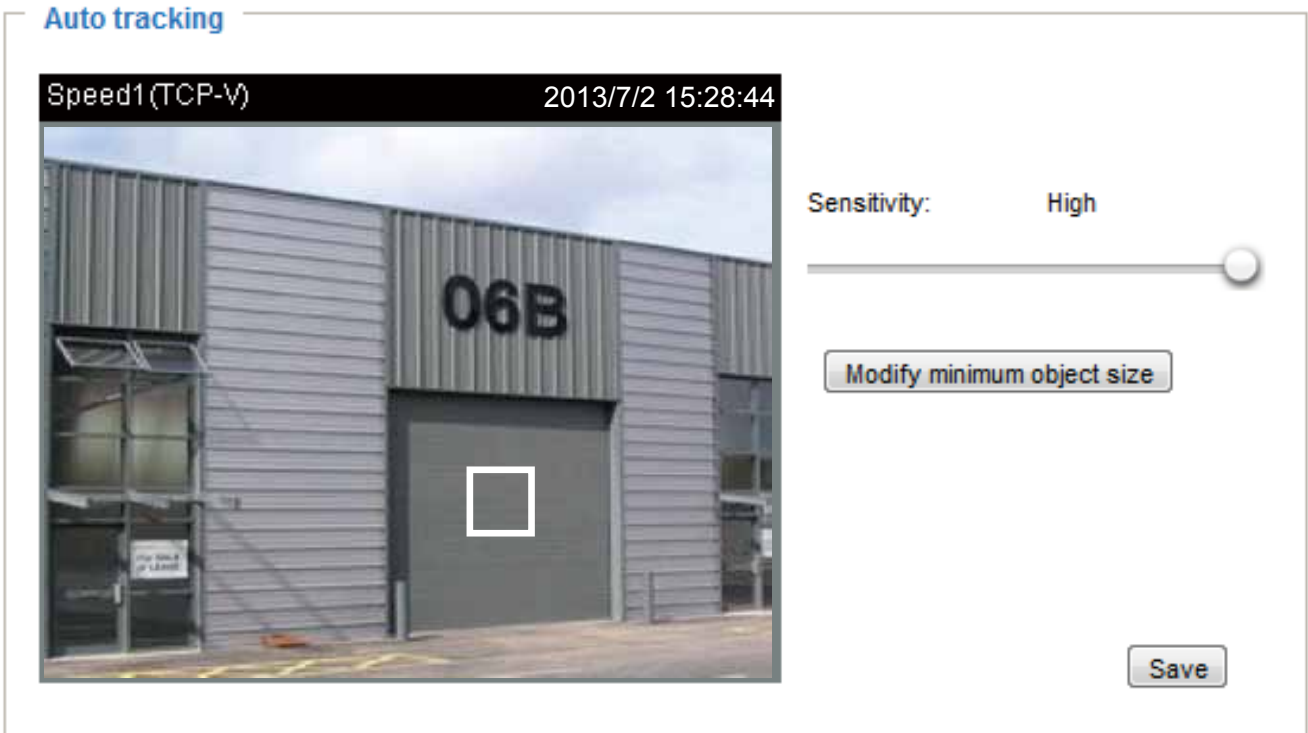 Auto tracking
Speed1(TCP-V) 2013/7/2 15:28:44
Sensitivity: High
06B
Modify minimum object size
Save